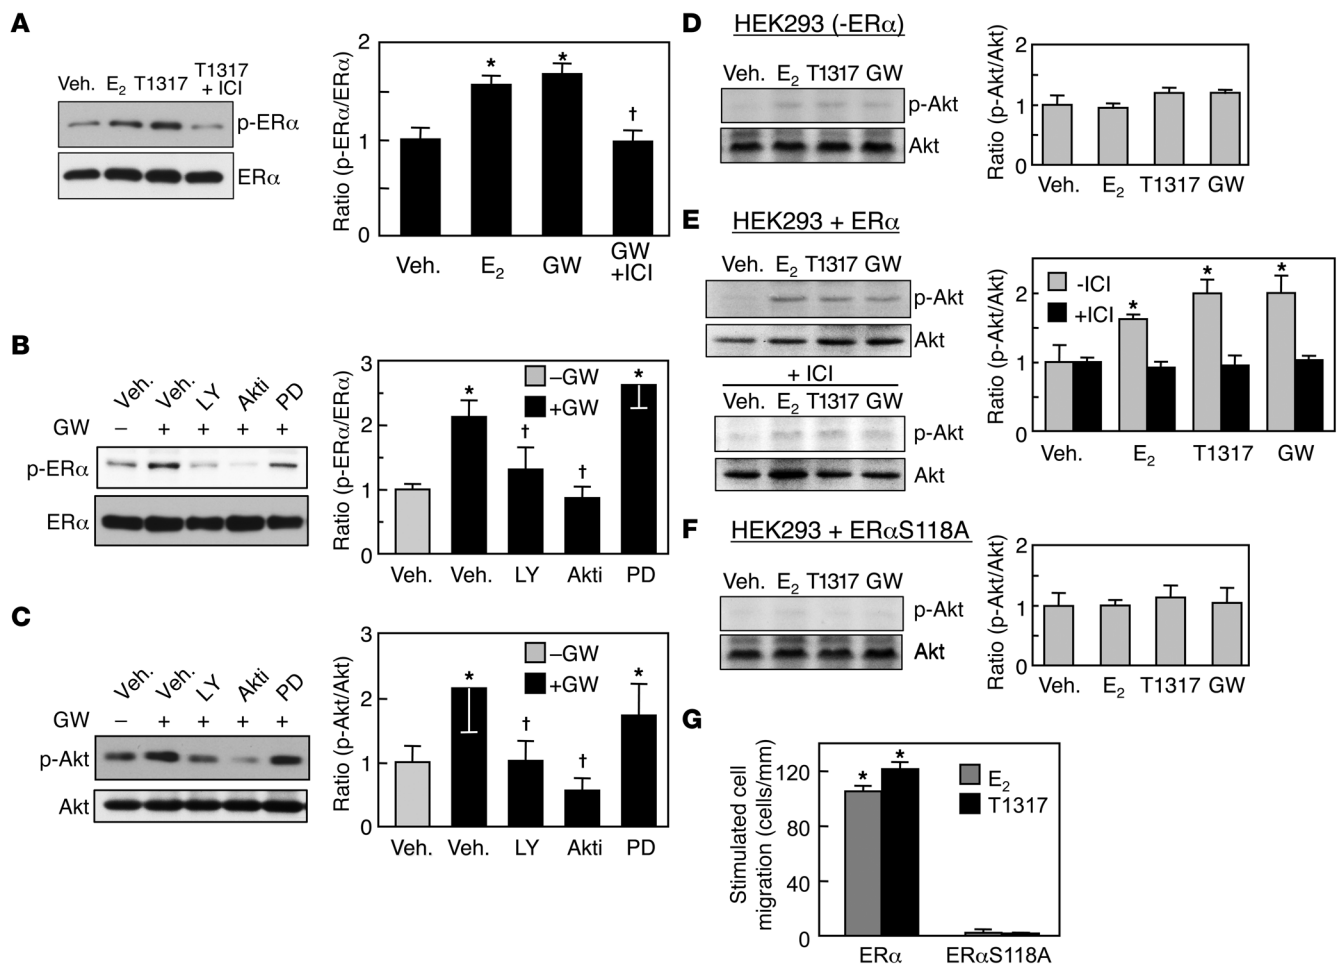 A
Veh. E2 T1317 T1317 + ICI
p-ERα
ERα
Ratio (p-ERα/ERα)
2
1
0
* * †
Veh. E2 GW GW +ICI
B
Veh. Veh. LY Akti PD
GW – + + + +
p-ERα
ERα
Ratio (p-ERα/ERα)
3
2
1
0
–GW
+GW
* † † *
Veh. Veh. LY Akti PD
C
Veh. Veh. LY Akti PD
GW – + + + +
p-Akt
Akt
Ratio (p-Akt/Akt)
3
2
1
0
–GW
+GW
* † † *
Veh. Veh. LY Akti PD
D
HEK293 (-ERα)
Veh. E2 T1317 GW
p-Akt
Akt
Ratio (p-Akt/Akt)
2
1
0
Veh. E2 T1317 GW
E
HEK293 + ERα
Veh. E2 T1317 GW
p-Akt
Akt
+ ICI
Veh. E2 T1317 GW
p-Akt
Akt
Ratio (p-Akt/Akt)
2
1
0
-ICI
+ICI
* * *
Veh. E2 T1317 GW
F
HEK293 + ERαS118A
Veh. E2 T1317 GW
p-Akt
Akt
Ratio (p-Akt/Akt)
2
1
0
Veh. E2 T1317 GW
G
Stimulated cell
migration (cells/mm)
120
80
40
0
* *
E2
T1317
ERα ERαS118A